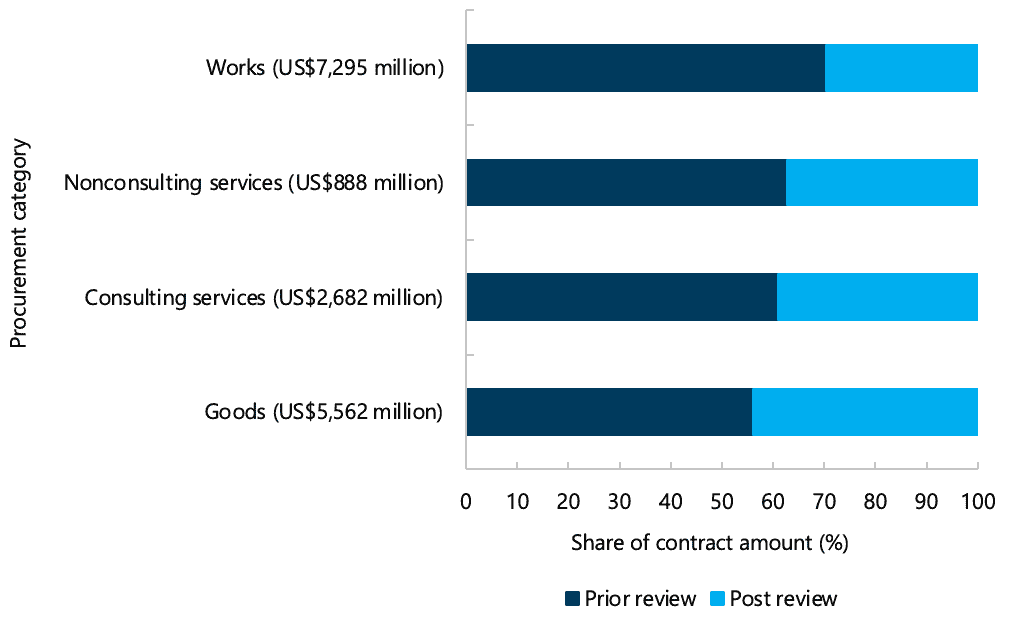 Procurement category
Works (US$7,295 million)
Nonconsulting services (US$888 million)
Consulting services (US$2,682 million)
Goods (US$5,562 million)
0 10 20 30 40 50 60 70 80 90 100
Share of contract amount (%)
Prior review Post review